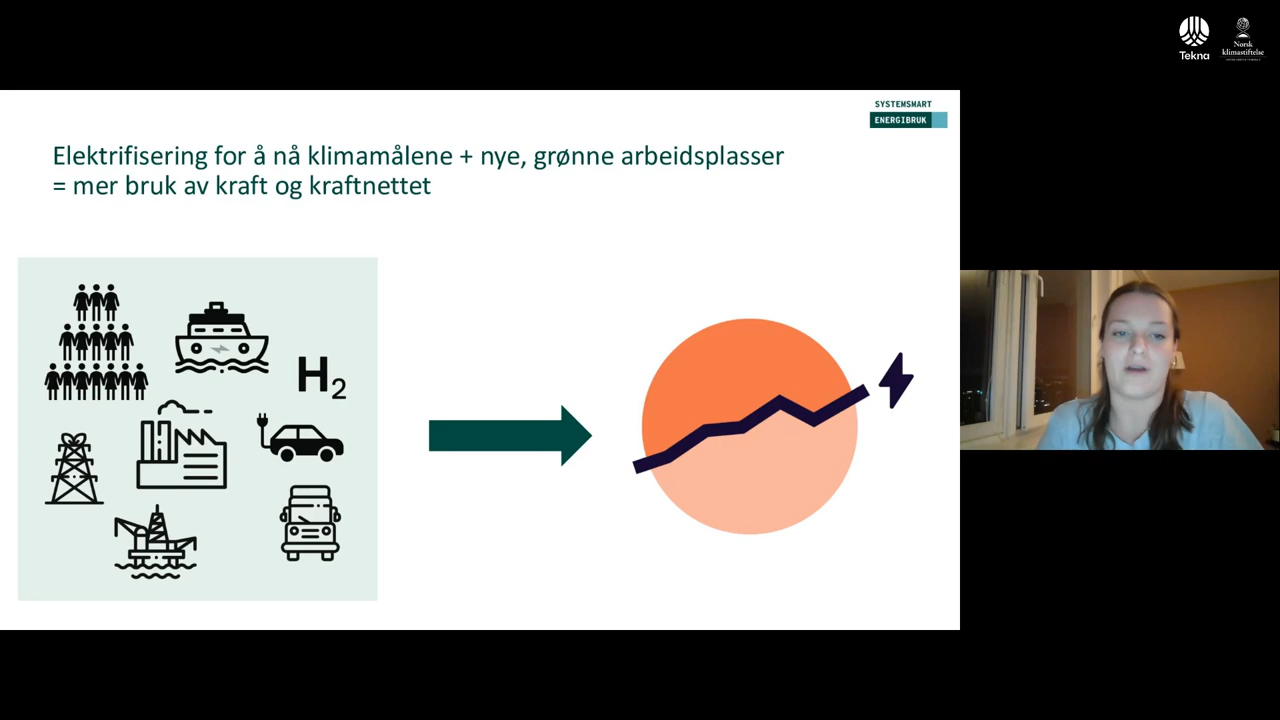 Tekna
Norsk
klimastiftelse
SYSTEMSMART
ENERGIBRUK
Elektrifisering for å nå klimamålene + nye, grønne arbeidsplasser
= mer bruk av kraft og kraftnettet
H2